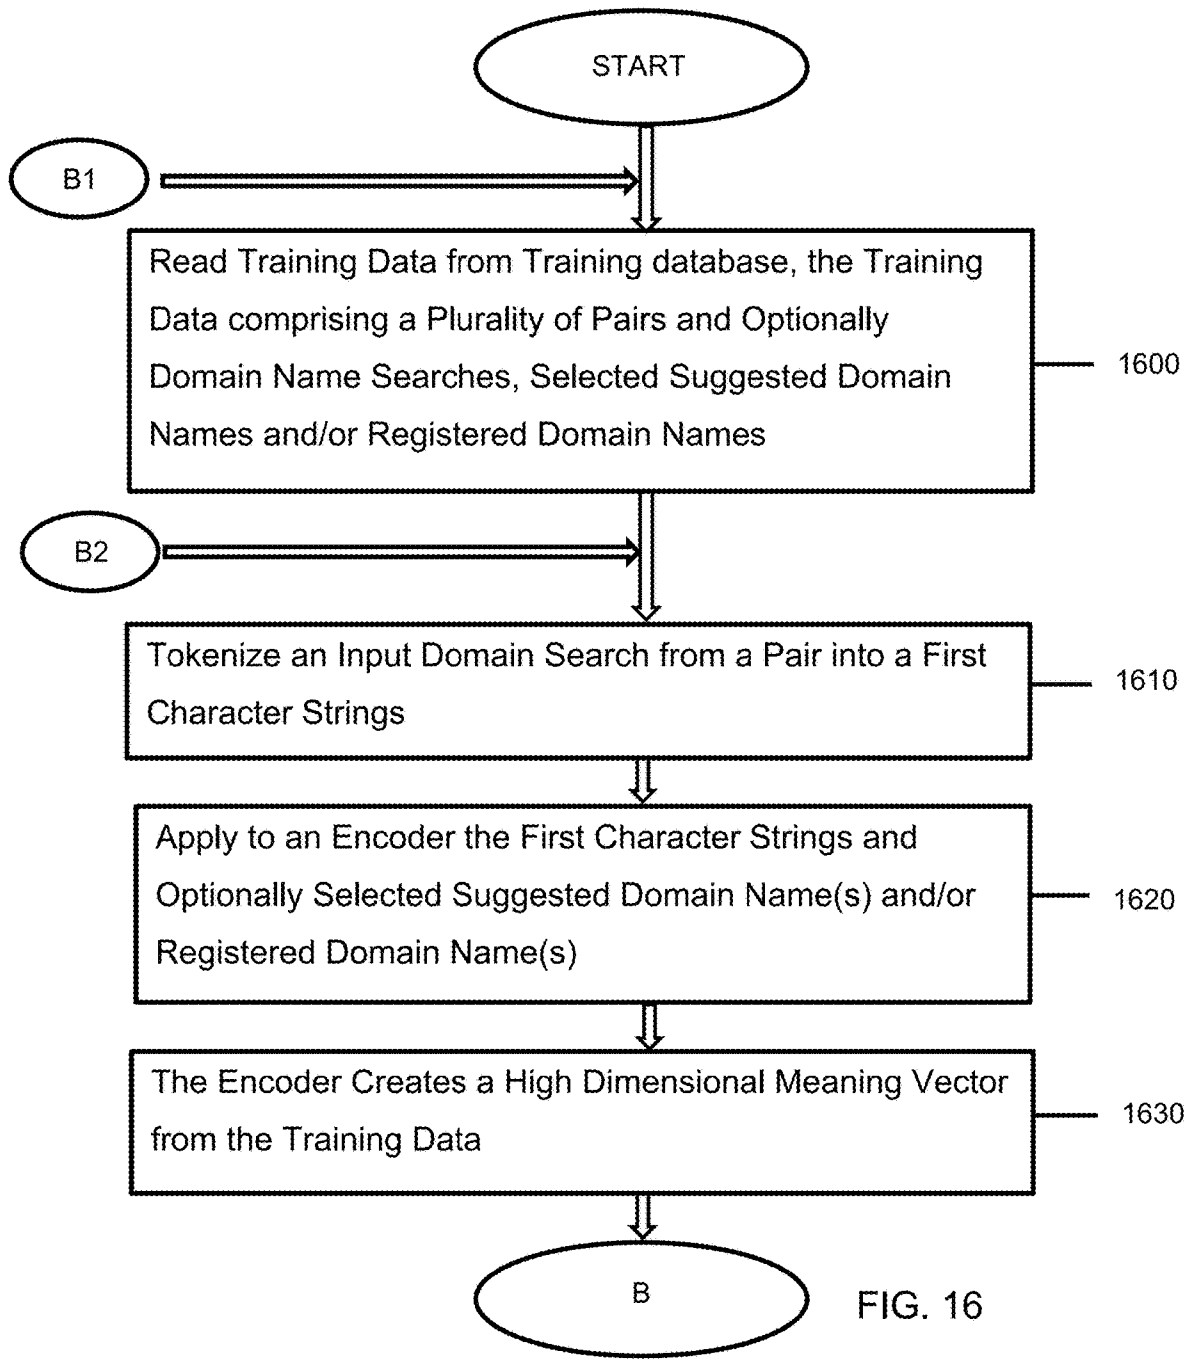 START
B1
Read Training Data from Training database, the Training
Data comprising a Plurality of Pairs and Optionally
Domain Name Searches, Selected Suggested Domain
Names and/or Registered Domain Names
1600
B2
Tokenize an Input Domain Search from a Pair into a First
Character Strings
1610
Apply to an Encoder the First Character Strings and
Optionally Selected Suggested Domain Name(s) and/or
Registered Domain Name(s)
1620
The Encoder Creates a High Dimensional Meaning Vector
from the Training Data
1630
B
FIG. 16